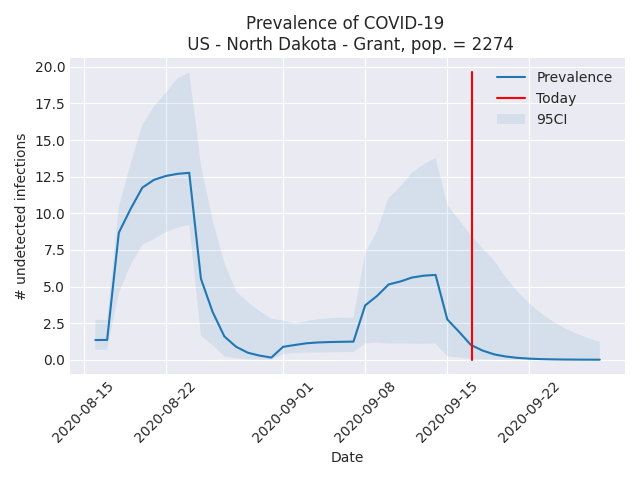 Prevalence of COVID-19
US - North Dakota - Grant, pop. = 2274
20.0
17.5
15.0
12.5
10.0
7.5
5.0
2.5
0.0
# undetected infections
Prevalence
Today
95CI
2020-08-15
2020-08-22
2020-09-01
2020-09-08
2020-09-15
2020-09-22
Date